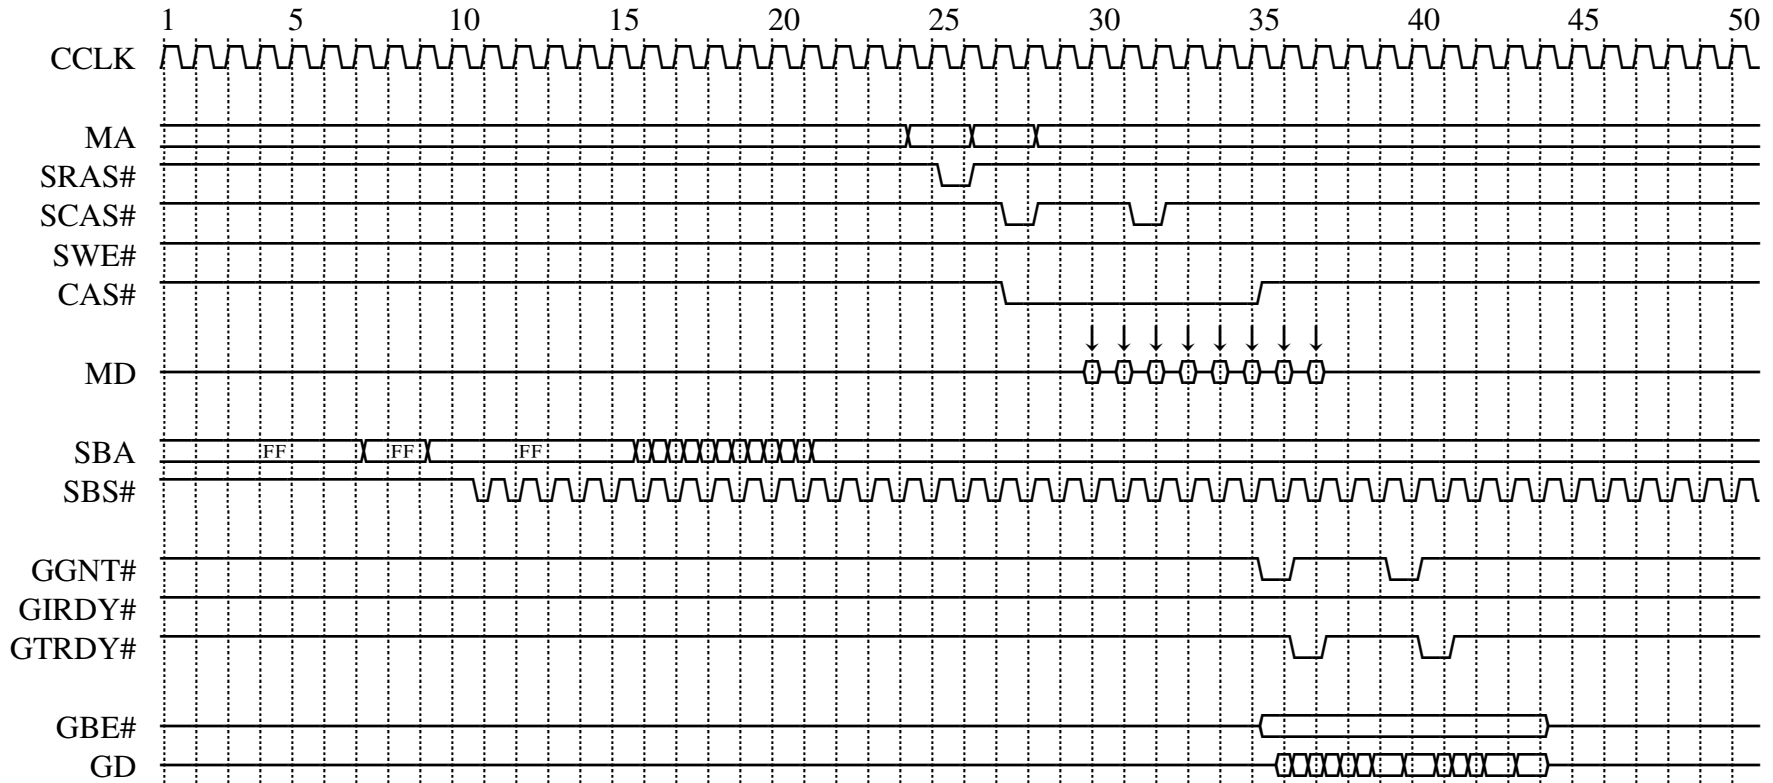 1 5 10 15 20 25 30 35 40 45 50
CCLK
MA
SRAS#
SCAS#
SWE#
CAS#
MD
SBA FF FF FF
SBS#
GGNT#
GIRDY#
GTRDY#
GBE#
GD